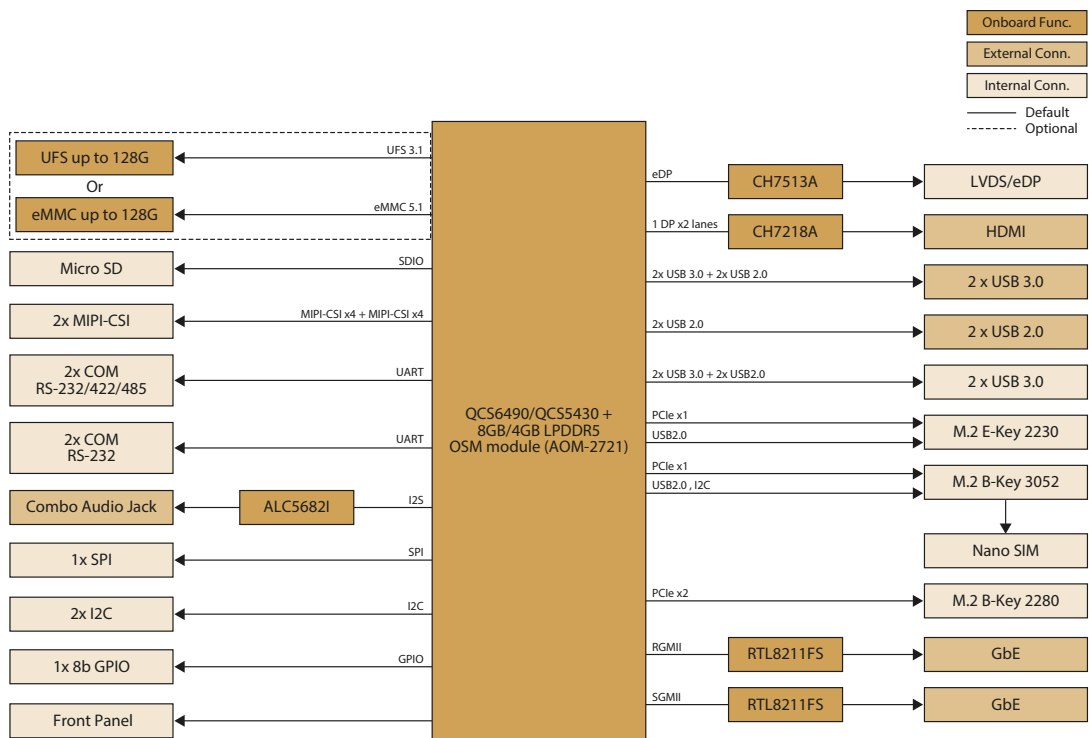 Onboard Func.
External Conn.
Internal Conn.
Default
Optional
UFS up to 128G
UFS 3.1
Or
eMMC up to 128G
eMMC 5.1
Micro SD
SDIO
2x MIPI-CSI
MIPI-CSI x4 + MIPI-CSI x4
2x COM
RS-232/422/485
UART
2x COM
RS-232
UART
Combo Audio Jack
ALC5682I
I2S
1x SPI
SPI
2x I2C
I2C
1x 8b GPIO
GPIO
Front Panel
QCS6490/QCS5430 +
8GB/4GB LPDDR5
OSM module (AOM-2721)
eDP
CH7513A
LVDS/eDP
1 DP x2 lanes
CH7218A
HDMI
2x USB 3.0 + 2x USB 2.0
2 x USB 3.0
2x USB 2.0
2 x USB 2.0
2x USB 3.0 + 2x USB2.0
2 x USB 3.0
PCIe x1
USB2.0
M.2 E-Key 2230
PCIe x1
USB2.0 , I2C
M.2 B-Key 3052
Nano SIM
PCIe x2
M.2 B-Key 2280
RGMII
RTL8211FS
GbE
SGMII
RTL8211FS
GbE